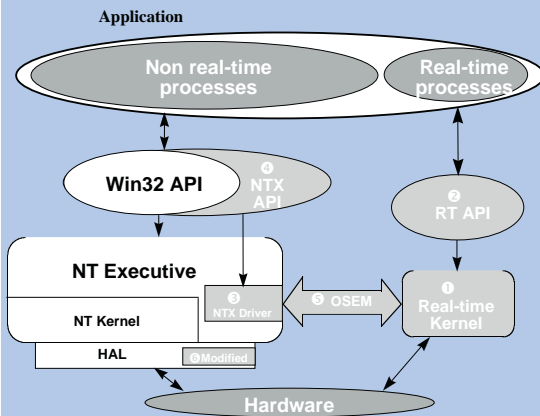 Application
Non real-time
processes
Real-time
processes
Win32 API
❹
NTX
API
❷
RT API
NT Executive
❸
NTX Driver
❺ OSEM
❶
Real-time
Kernel
NT Kernel
HAL
❻Modified
Hardware